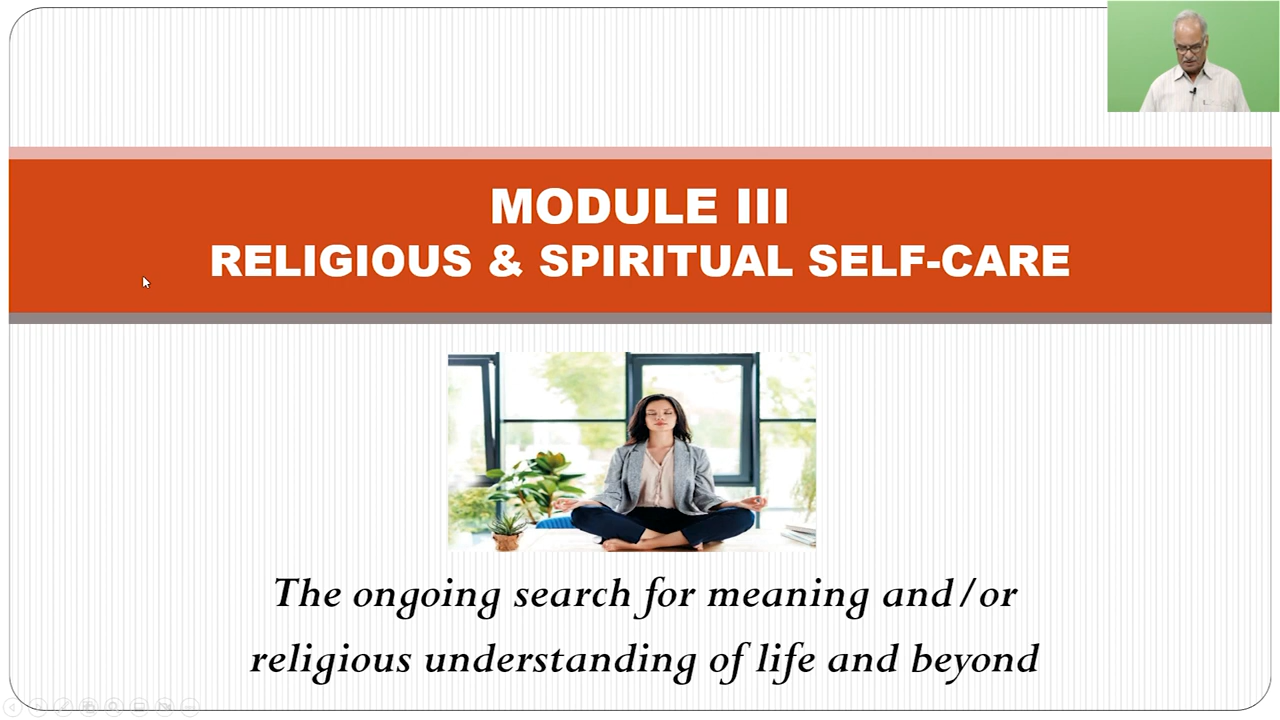 MODULE III
RELIGIOUS & SPIRITUAL SELF-CARE
The ongoing search for meaning and/or
religious understanding of life and beyond